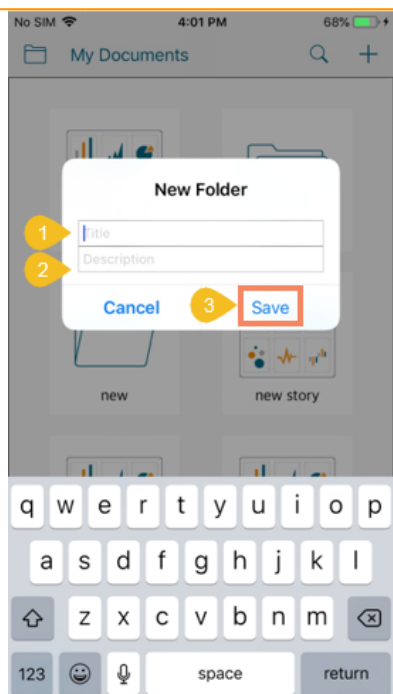 No SIM 4:01 PM 68%
My Documents
New Folder
1 Title
2 Description
Cancel 3 Save
new new story
q w e r t y u i o p
a s d f g h j k l
z x c v b n m
123 space return